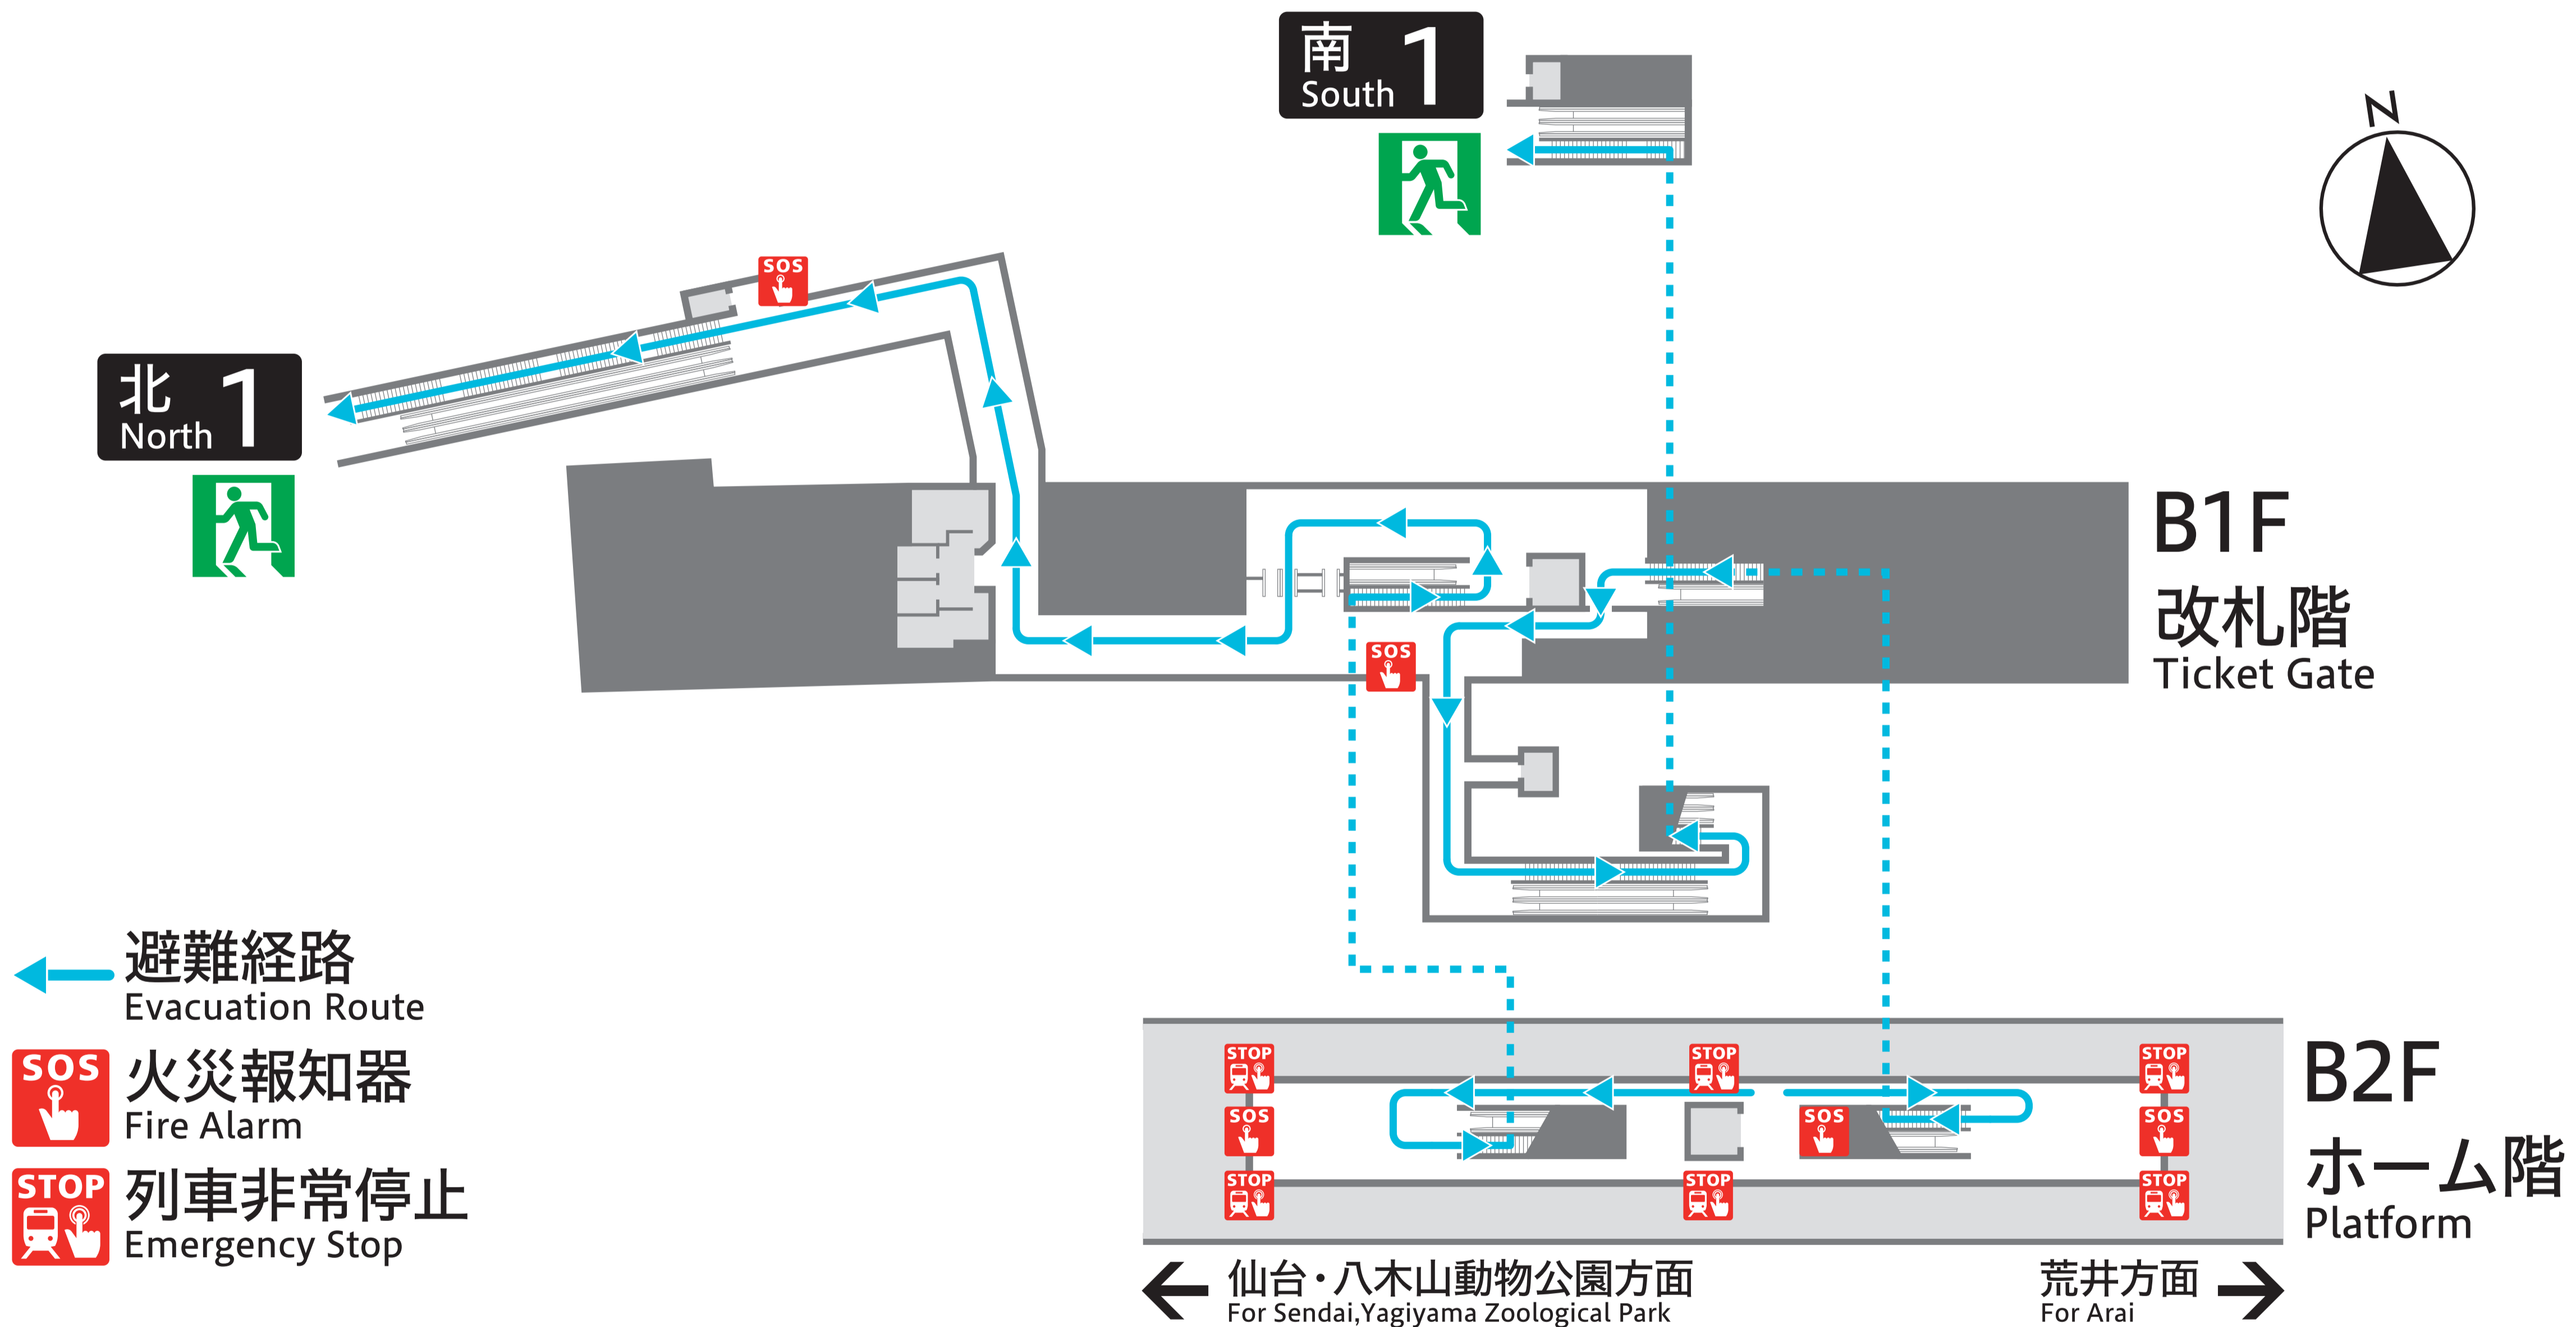 南
South
1
N
SOS
北
North
1
B1F
改札階
Ticket Gate
SOS
避難経路
Evacuation Route
SOS
火災報知器
Fire Alarm
STOP
列車非常停止
Emergency Stop
STOP
STOP
STOP
SOS
SOS
SOS
STOP
STOP
STOP
B2F
ホーム階
Platform
仙台・八木山動物公園方面
For Sendai,Yagiyama Zoological Park
荒井方面
For Arai